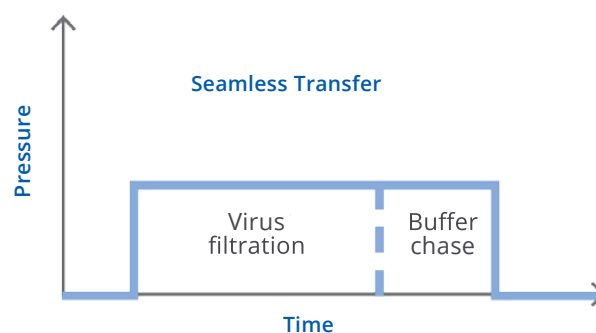 Seamless Transfer
Pressure
Virus
filtration
Buffer
chase
Time